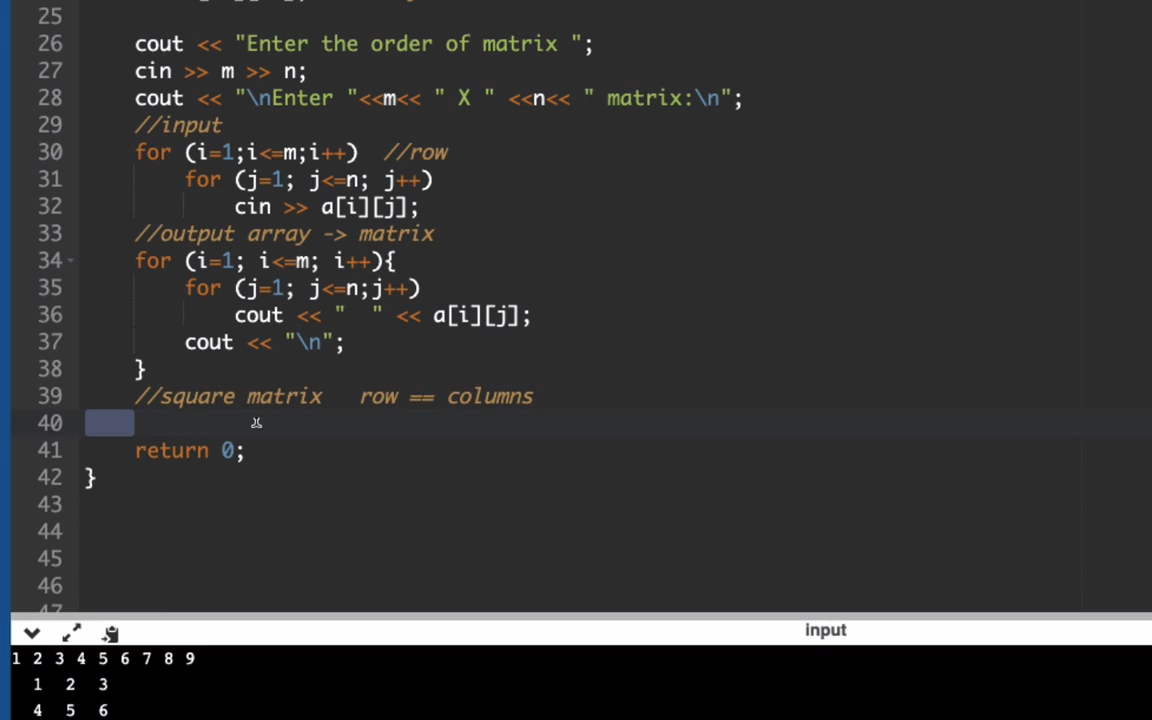 25
26 cout << "Enter the order of matrix ";
27 cin >> m >> n;
28 cout << "\nEnter "<<m<< " X " <<n<< " matrix:\n";
29 //input
30 for (i=1;i<=m;i++)  //row
31 for (j=1; j<=n; j++)
32 cin >> a[i][j];
33 //output array -> matrix
34 for (i=1; i<=m; i++){
35 for (j=1; j<=n;j++)
36 cout << "  " << a[i][j];
37 cout << "\n";
38 }
39 //square matrix   row == columns
40
41 return 0;
42 }
43
44
45
46
47
input
1 2 3 4 5 6 7 8 9
1  2  3
4  5  6